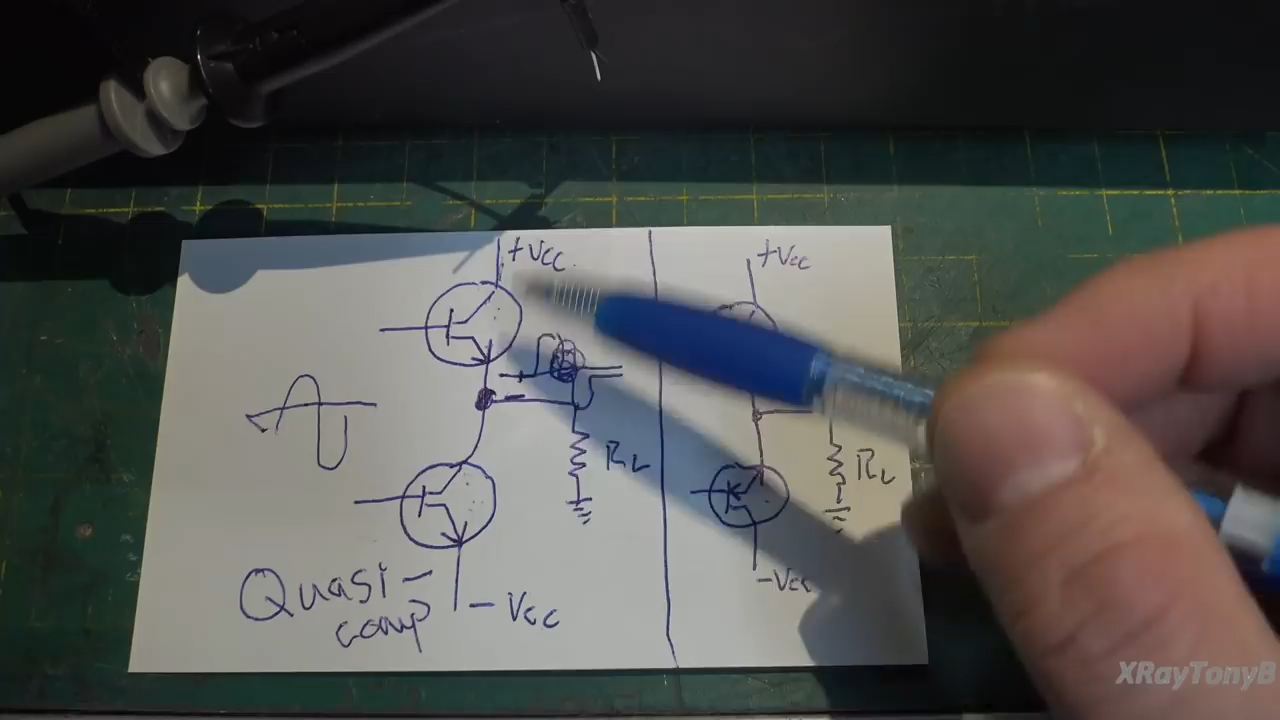 +Vcc
RL
Quasi-
comp
-Vcc
+Vcc
RL
-Vcc
XRayTonyB